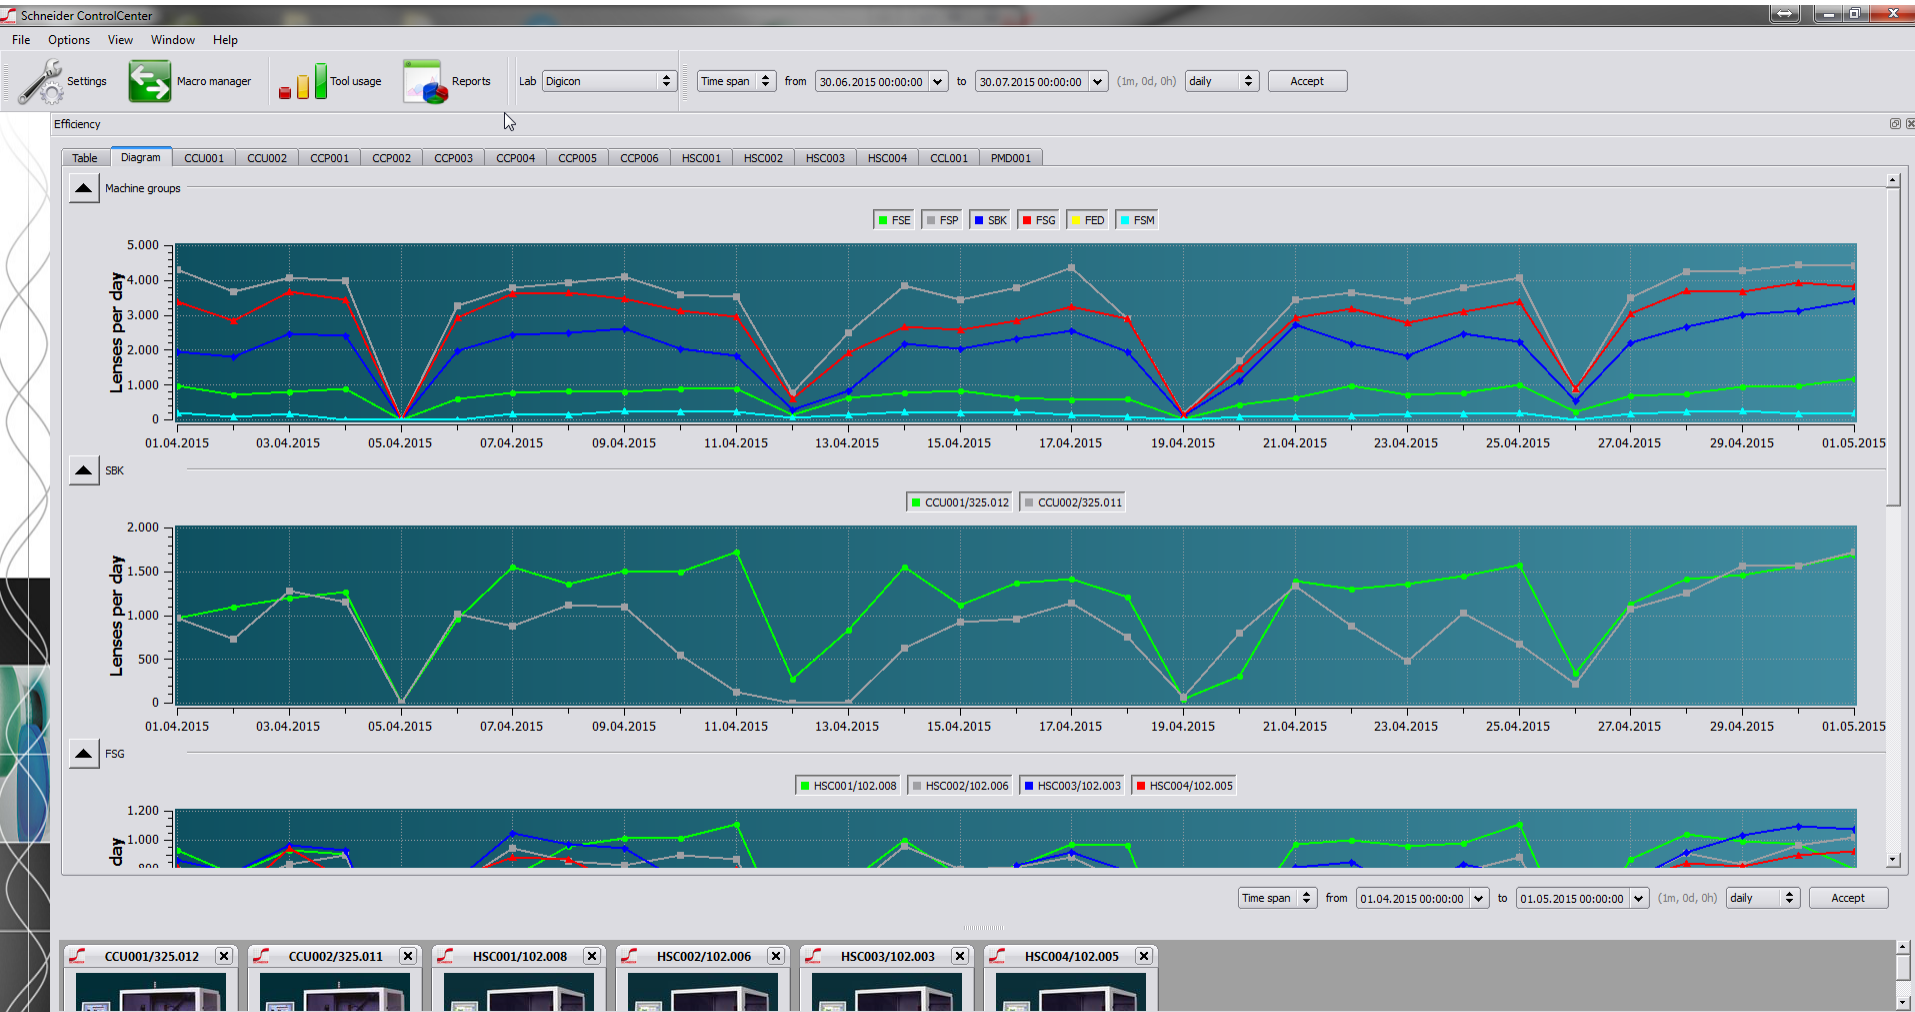 Schneider ControlCenter
File Options View Window Help
Settings Macro manager Tool usage Reports Lab Digicon Time span from 30.06.2015 00:00:00 to 30.07.2015 00:00:00 (1m, 0d, 0h) daily Accept
Efficiency
Table Diagram CCU001 CCU002 CCP001 CCP002 CCP003 CCP004 CCP005 CCP006 HSC001 HSC002 HSC003 HSC004 CCL001 PMD001
Machine groups
FSE FSP SBK FSG FED FSM
Lenses per day
5.000
4.000
3.000
2.000
1.000
0
01.04.2015 03.04.2015 05.04.2015 07.04.2015 09.04.2015 11.04.2015 13.04.2015 15.04.2015 17.04.2015 19.04.2015 21.04.2015 23.04.2015 25.04.2015 27.04.2015 29.04.2015 01.05.2015
SBK
CCU001/325.012 CCU002/325.011
Lenses per day
2.000
1.500
1.000
500
0
01.04.2015 03.04.2015 05.04.2015 07.04.2015 09.04.2015 11.04.2015 13.04.2015 15.04.2015 17.04.2015 19.04.2015 21.04.2015 23.04.2015 25.04.2015 27.04.2015 29.04.2015 01.05.2015
FSG
HSC001/102.008 HSC002/102.006 HSC003/102.003 HSC004/102.005
day
1.200
1.000
800
Time span from 01.04.2015 00:00:00 to 01.05.2015 00:00:00 (1m, 0d, 0h) daily Accept
CCU001/325.012 CCU002/325.011 HSC001/102.008 HSC002/102.006 HSC003/102.003 HSC004/102.005